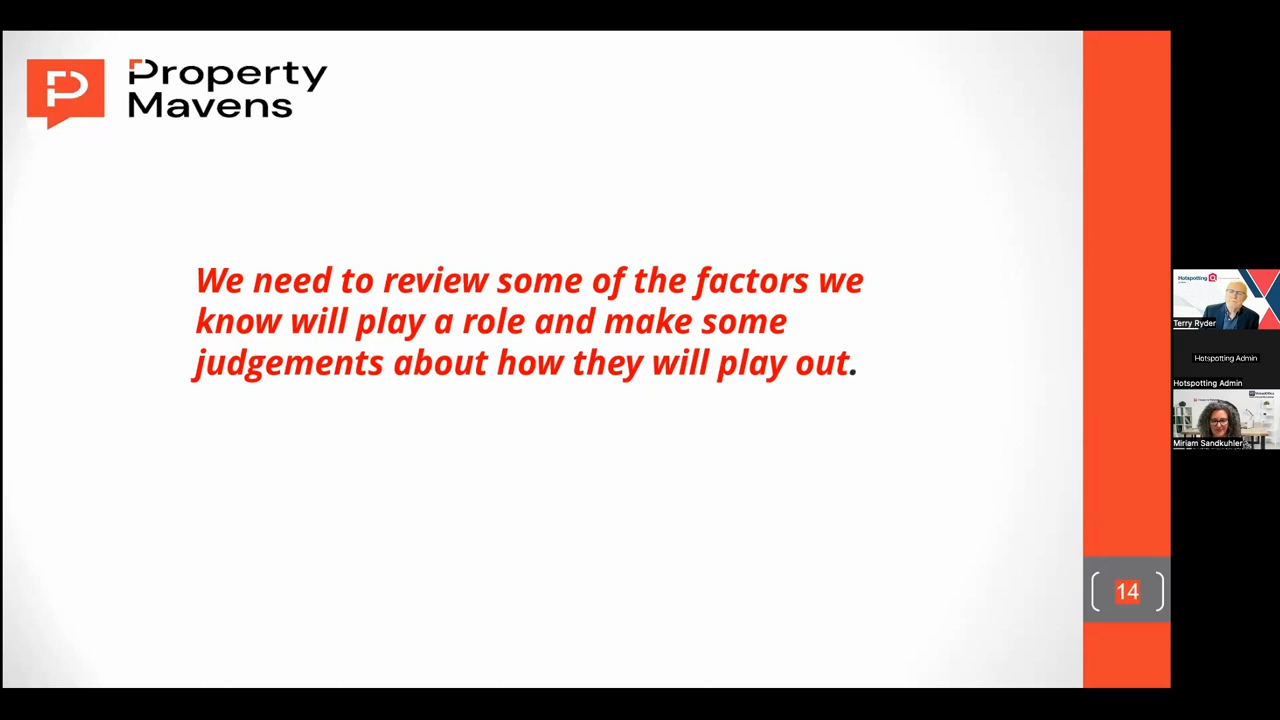 Property
Mavens
We need to review some of the factors we
know will play a role and make some
judgements about how they will play out.
14
Hotspotting
Terry Ryder
Hotspotting Admin
Hotspotting Admin
Miriam Sandkuhler